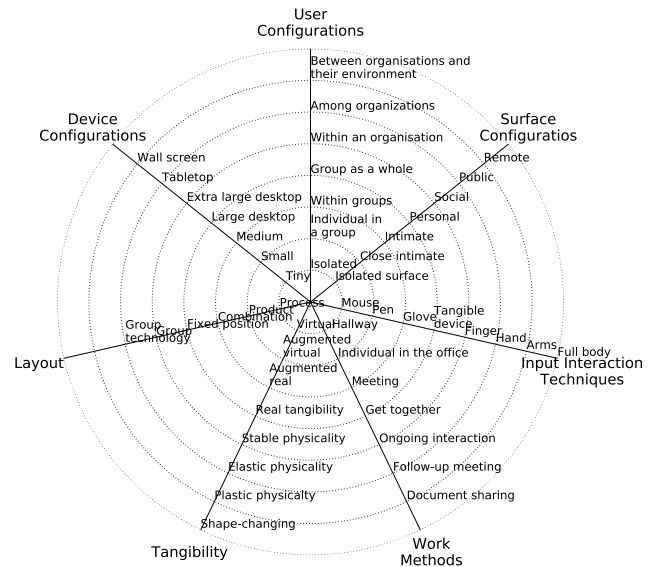 User
Configurations
Between organisations and
their environment
Among organizations
Within an organisation
Group as a whole
Within groups
Individual in
a group
Isolated
Surface
Configuratios
Remote
Public
Social
Personal
Intimate
Close intimate
Isolated surface
Device
Configurations
Wall screen
Tabletop
Extra large desktop
Large desktop
Medium
Small
Tiny
Process
Product
Combination
Fixed position
Group
Group
technology
Layout
Mouse
Pen
Glove
Tangible
device
Finger
Hand
Arms
Full body
Input Interaction
Techniques
Virtual
Augmented
virtual
Augmented
real
Real tangibility
Stable physicality
Elastic physicality
Plastic physicalty
Shape-changing
Tangibility
Hallway
Individual in the office
Meeting
Get together
Ongoing interaction
Follow-up meeting
Document sharing
Work
Methods